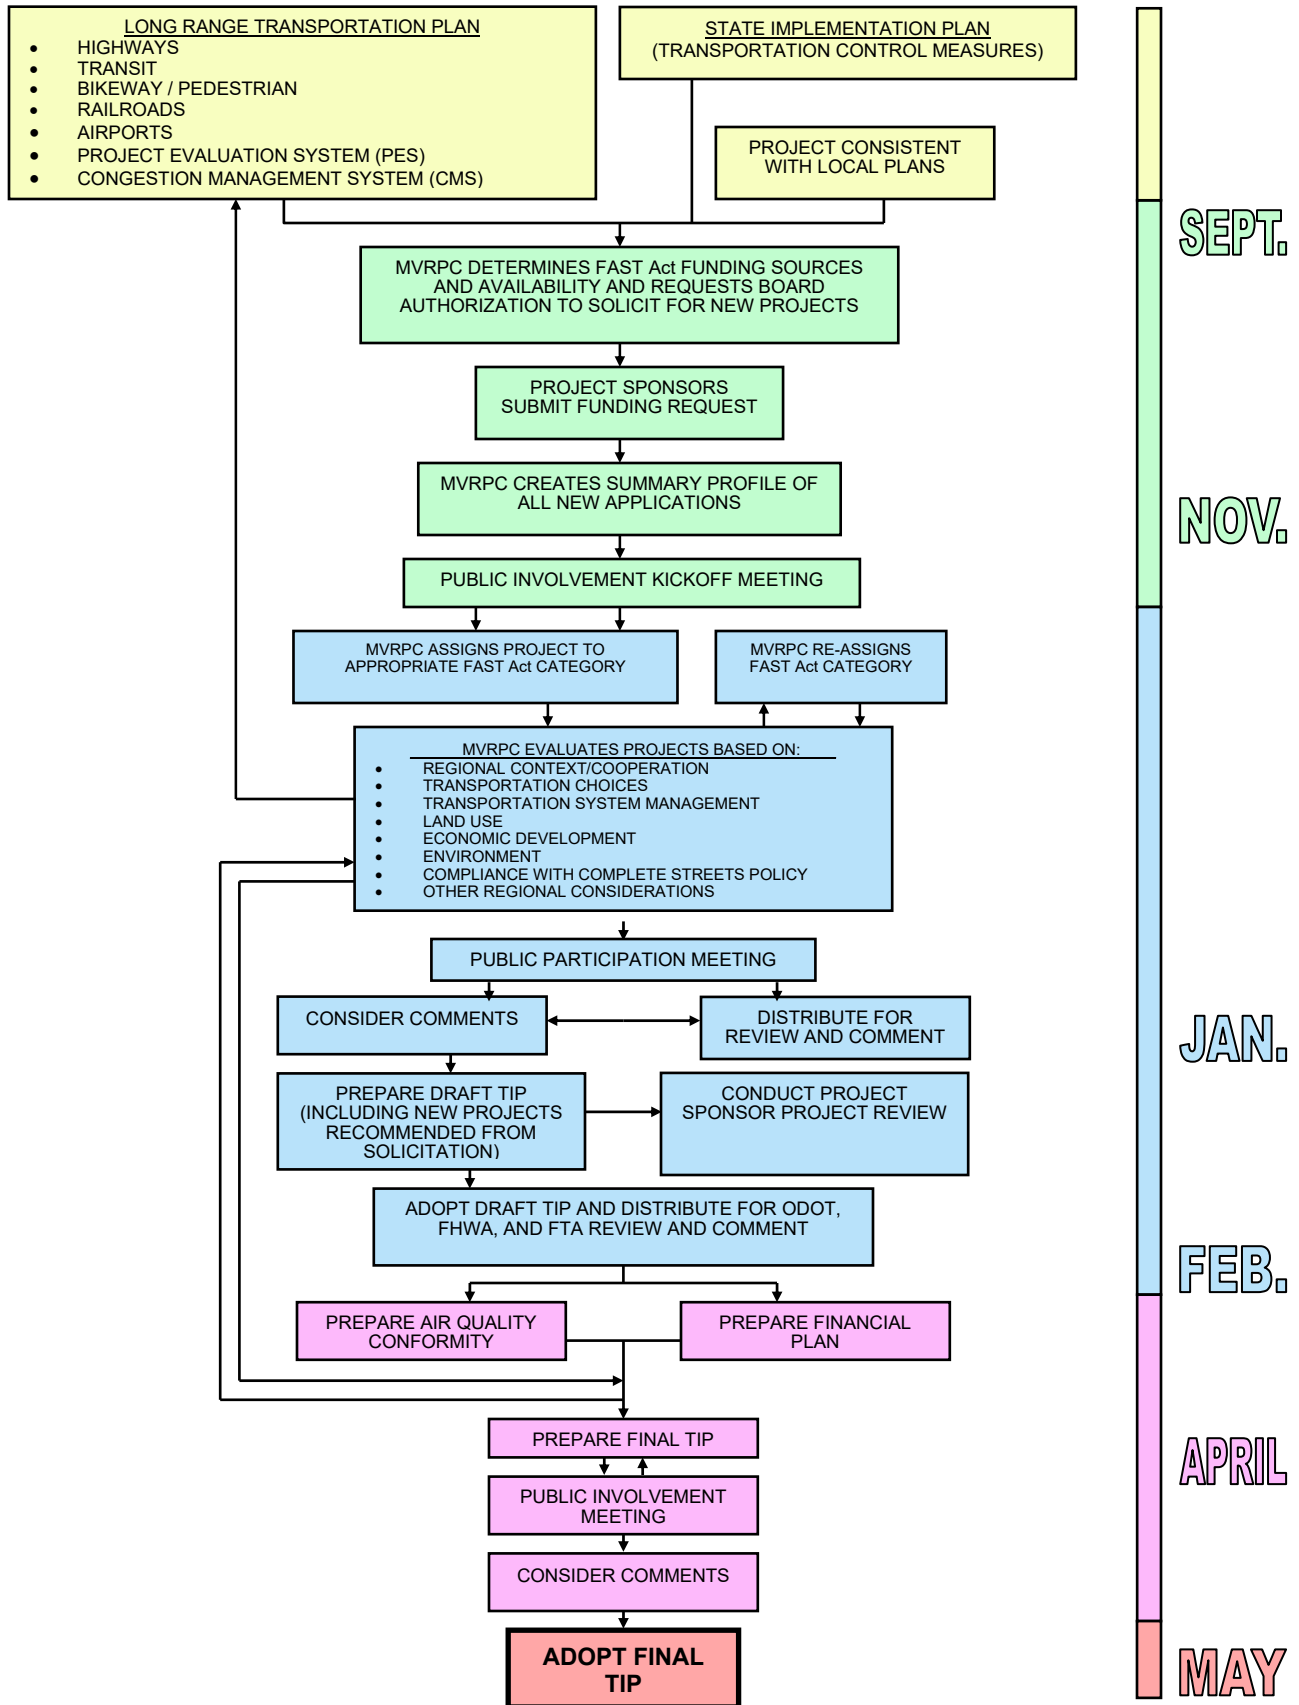 LONG RANGE TRANSPORTATION PLAN
• HIGHWAYS
• TRANSIT
• BIKEWAY / PEDESTRIAN
• RAILROADS
• AIRPORTS
• PROJECT EVALUATION SYSTEM (PES)
• CONGESTION MANAGEMENT SYSTEM (CMS)
STATE IMPLEMENTATION PLAN
(TRANSPORTATION CONTROL MEASURES)
PROJECT CONSISTENT
WITH LOCAL PLANS
SEPT.
MVRPC DETERMINES FAST Act FUNDING SOURCES
AND AVAILABILITY AND REQUESTS BOARD
AUTHORIZATION TO SOLICIT FOR NEW PROJECTS
PROJECT SPONSORS
SUBMIT FUNDING REQUEST
MVRPC CREATES SUMMARY PROFILE OF
ALL NEW APPLICATIONS
NOV.
PUBLIC INVOLVEMENT KICKOFF MEETING
MVRPC ASSIGNS PROJECT TO
APPROPRIATE FAST Act CATEGORY
MVRPC RE-ASSIGNS
FAST Act CATEGORY
MVRPC EVALUATES PROJECTS BASED ON:
• REGIONAL CONTEXT/COOPERATION
• TRANSPORTATION CHOICES
• TRANSPORTATION SYSTEM MANAGEMENT
• LAND USE
• ECONOMIC DEVELOPMENT
• ENVIRONMENT
• COMPLIANCE WITH COMPLETE STREETS POLICY
• OTHER REGIONAL CONSIDERATIONS
PUBLIC PARTICIPATION MEETING
CONSIDER COMMENTS
DISTRIBUTE FOR
REVIEW AND COMMENT
JAN.
PREPARE DRAFT TIP
(INCLUDING NEW PROJECTS
RECOMMENDED FROM
SOLICITATION)
CONDUCT PROJECT
SPONSOR PROJECT REVIEW
ADOPT DRAFT TIP AND DISTRIBUTE FOR ODOT,
FHWA, AND FTA REVIEW AND COMMENT
FEB.
PREPARE AIR QUALITY
CONFORMITY
PREPARE FINANCIAL
PLAN
PREPARE FINAL TIP
APRIL
PUBLIC INVOLVEMENT
MEETING
CONSIDER COMMENTS
ADOPT FINAL
TIP
MAY